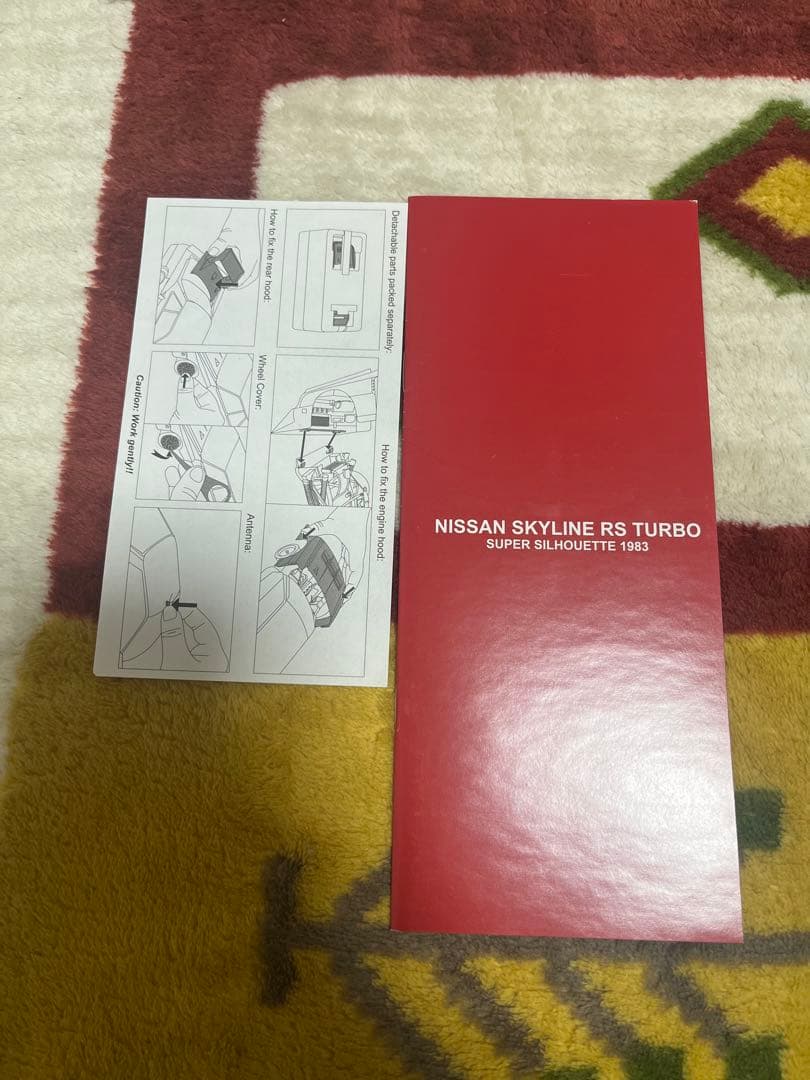 Detachable parts packed separately:
How to fix the engine hood:
How to fix the rear hood:
Wheel Cover:
Antenna:
Caution: Work gently!!
NISSAN SKYLINE RS TURBO
SUPER SILHOUETTE 1983